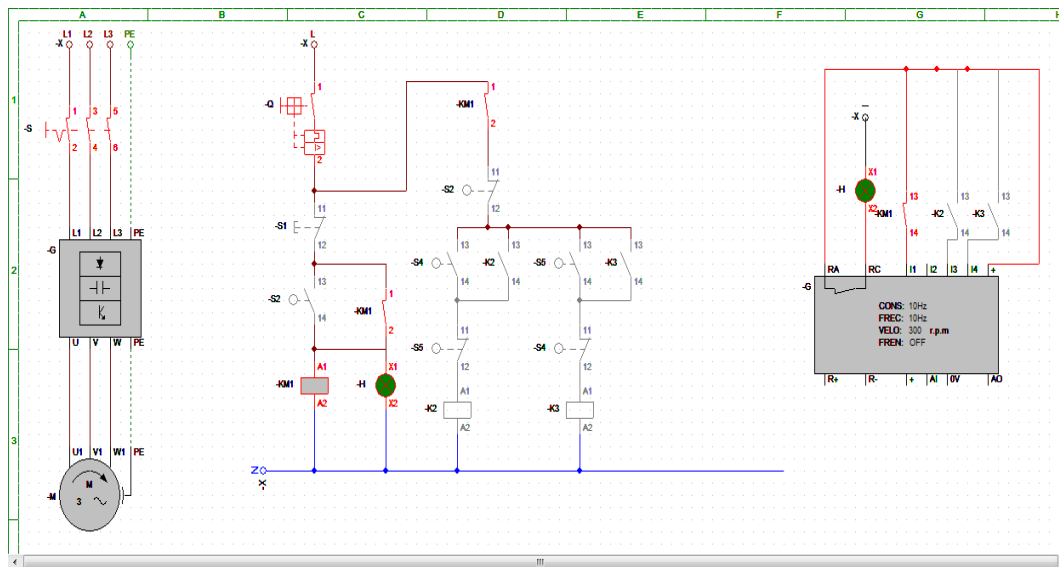 A B C D E F G H
1
2
3
L1 L2 L3 PE
-X
1 3 5
-S
2 4 6
L1 L2 L3 PE
-G
U V W PE
U1 V1 W1 PE
-M
M
3
L
-X
1
-Q
2
11
-S1
12
13
-S2
14
1
-KM1
2
A1
-KM1
A2
X1
-H
X2
N
-X
1
-KM1
2
11
-S2
12
13
-S4
14
13
-K2
14
13
-S5
14
13
-K3
14
11
-S5
12
11
-S4
12
A1
-K2
A2
A1
-K3
A2
-X
X1
-H
X2
13
-KM1
14
13
-K2
14
13
-K3
RA RC I1 I2 I3 I4 +
-G
CONS: 10Hz
FREC: 10Hz
VELO: 300 r.p.m
FREN: OFF
R+ R- + AI 0V AO